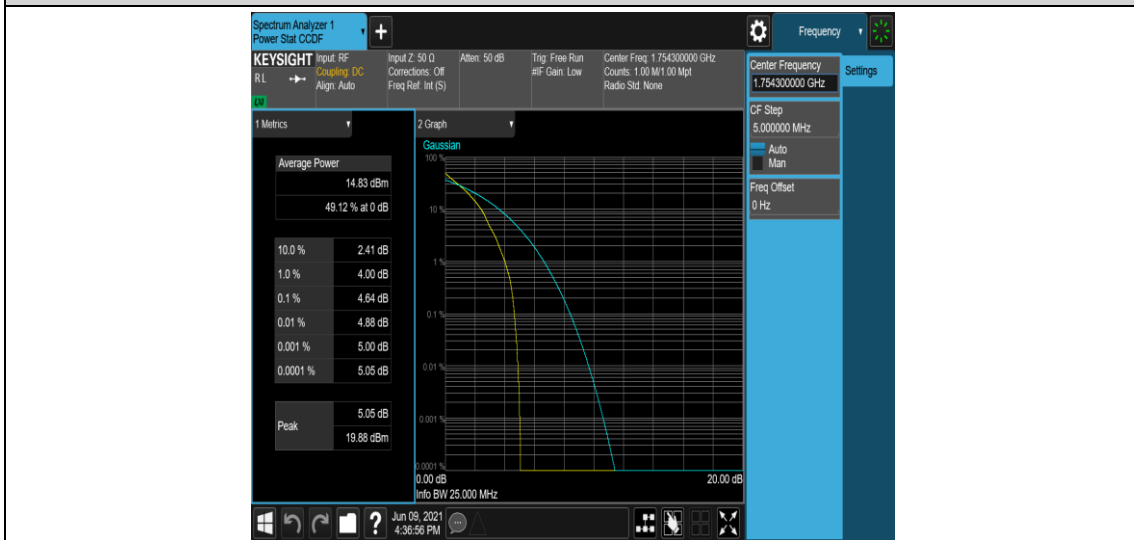 Spectrum Analyzer 1
Power Stat CCDF
Frequency
KEYSIGHT
RL
LXI
Input: RF
Coupling: DC
Align: Auto
Input Z: 50 Ω
Corrections: Off
Freq Ref: Int (S)
Atten: 50 dB
Trig: Free Run
#IF Gain: Low
Center Freq: 1.754300000 GHz
Counts: 1.00 M/1.00 Mpt
Radio Std: None
Center Frequency
1.754300000 GHz
Settings
CF Step
5.000000 MHz
Auto
Man
Freq Offset
0 Hz
1 Metrics
Average Power
14.83 dBm
49.12 % at 0 dB
10.0 % 2.41 dB
1.0 % 4.00 dB
0.1 % 4.64 dB
0.01 % 4.88 dB
0.001 % 5.00 dB
0.0001 % 5.05 dB
Peak 5.05 dB
19.88 dBm
2 Graph
Gaussian
100 %
10 %
1 %
0.1 %
0.01 %
0.001 %
0.0001 %
0.00 dB 20.00 dB
Info BW 25.000 MHz
?
Jun 09, 2021
4:36:56 PM